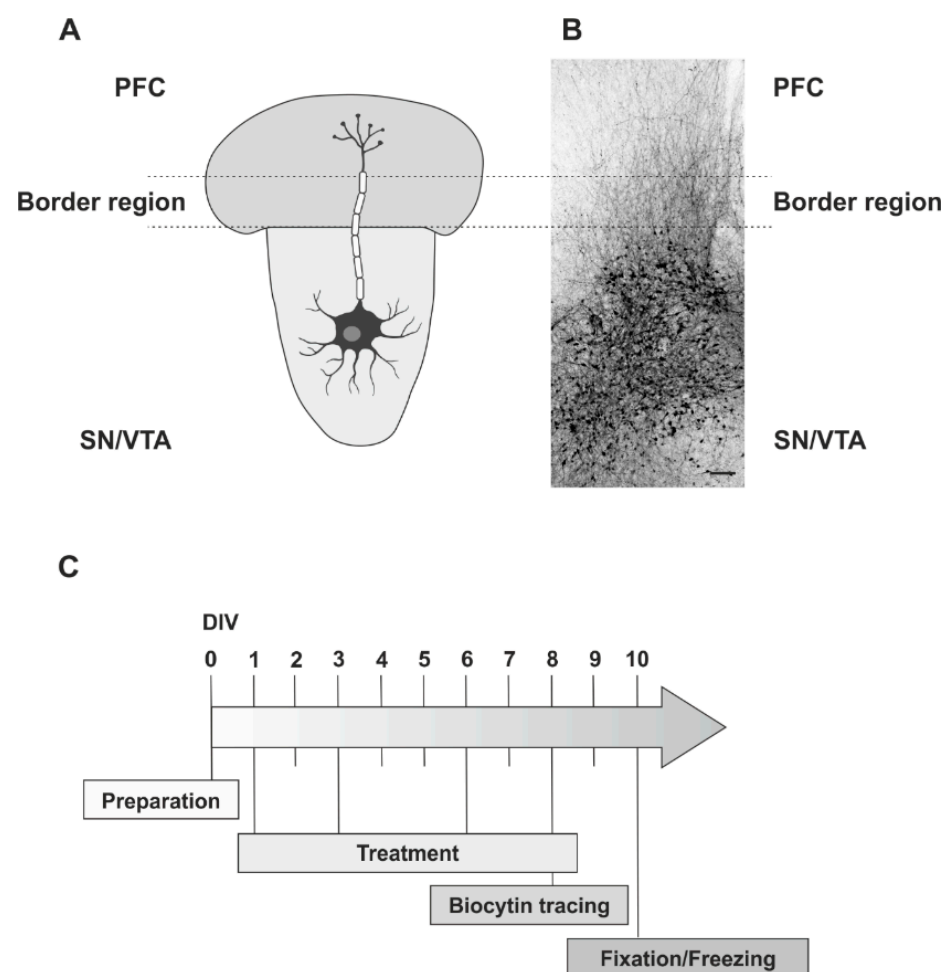 A
B
PFC
PFC
Border region
Border region
SN/VTA
SN/VTA
C
DIV
0 1 2 3 4 5 6 7 8 9 10
Preparation
Treatment
Biocytin tracing
Fixation/Freezing